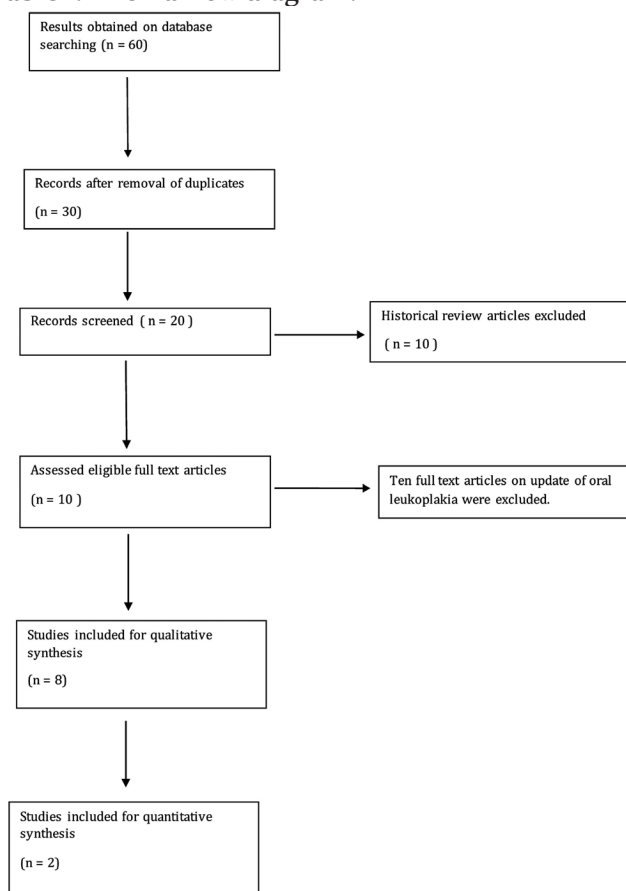 Results obtained on database
searching (n = 60)
Records after removal of duplicates
(n = 30)
Records screened ( n = 20 )
Historical review articles excluded
( n = 10 )
Assessed eligible full text articles
(n = 10 )
Ten full text articles on update of oral
leukoplakia were excluded.
Studies included for qualitative
synthesis
(n = 8)
Studies included for quantitative
synthesis
(n = 2)